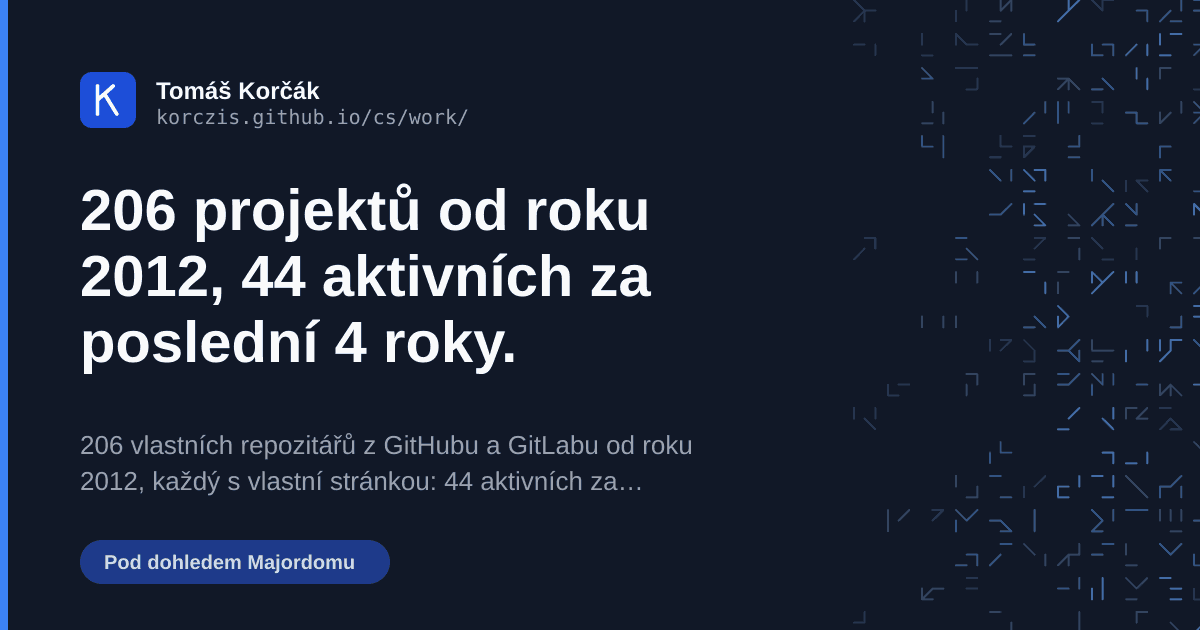 Tomáš Korčák
korczis.github.io/cs/work/
206 projektů od roku
2012, 44 aktivních za
poslední 4 roky.
206 vlastních repozitářů z GitHubu a GitLabu od roku
2012, každý s vlastní stránkou: 44 aktivních za…
Pod dohledem Majordomu